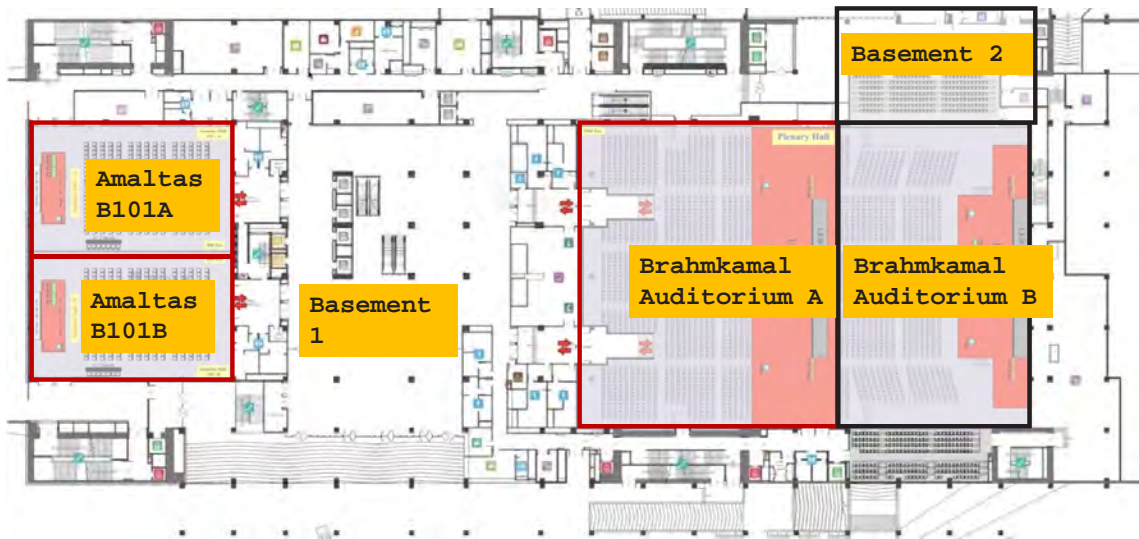 Basement 2
Plenary Hall
Amaltas
B101A
Amaltas
B101B
Basement
1
Brahmkamal
Auditorium A
Brahmkamal
Auditorium B